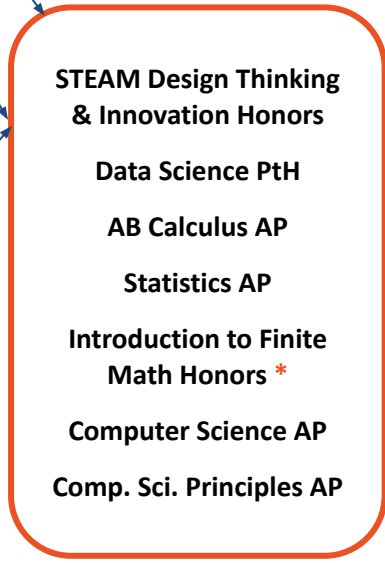 STEAM Design Thinking
& Innovation Honors
Data Science PtH
AB Calculus AP
Statistics AP
Introduction to Finite
Math Honors *
Computer Science AP
Comp. Sci. Principles AP